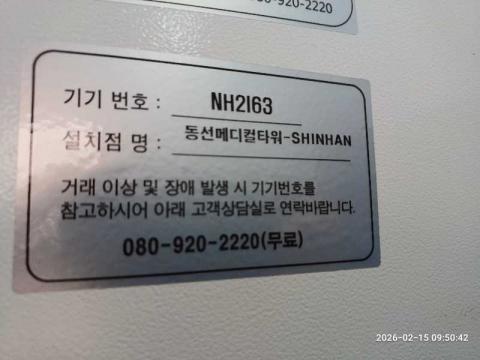 080-920-2220
기기 번호 : NH2163
설치점 명 : 동선메디컬타워-SHINHAN
거래 이상 및 장애 발생 시 기기번호를
참고하시어 아래 고객상담실로 연락바랍니다.
080-920-2220(무료)
2026-02-15 09:50:42